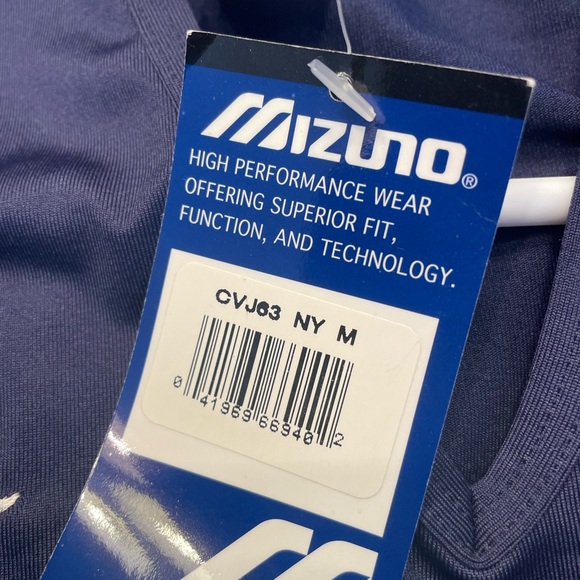 MIZUNO®
HIGH PERFORMANCE WEAR
OFFERING SUPERIOR FIT,
FUNCTION, AND TECHNOLOGY.
CVJ63 NY M
0 41969 66940 2